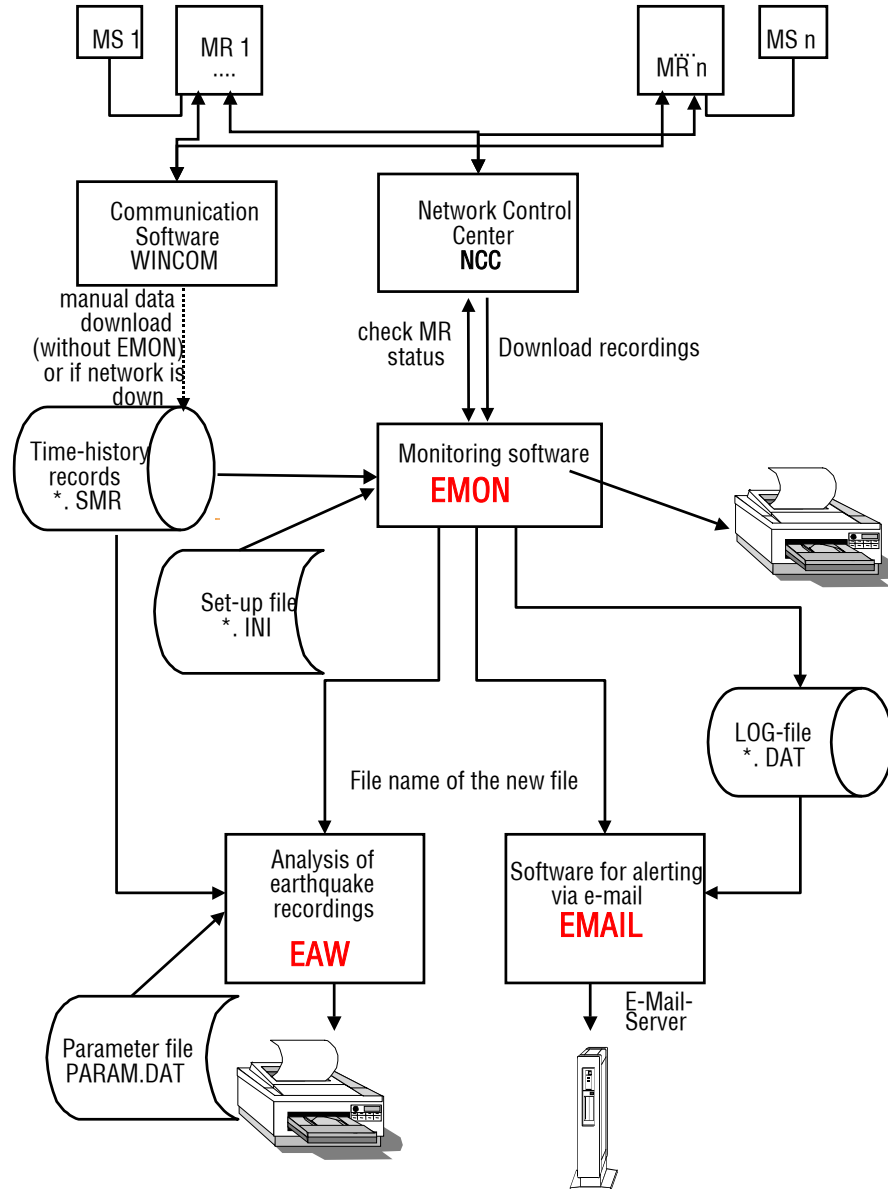 MS 1
MR 1
....
....
MR n
MS n
Communication
Software
WINCOM
Network Control
Center
NCC
manual data
download
(without EMON)
or if network is
down
check MR
status
Download recordings
Time-history
records
*. SMR
Monitoring software
EMON
Set-up file
*. INI
LOG-file
*. DAT
File name of the new file
Analysis of
earthquake
recordings
EAW
Software for alerting
via e-mail
EMAIL
E-Mail-
Server
Parameter file
PARAM.DAT